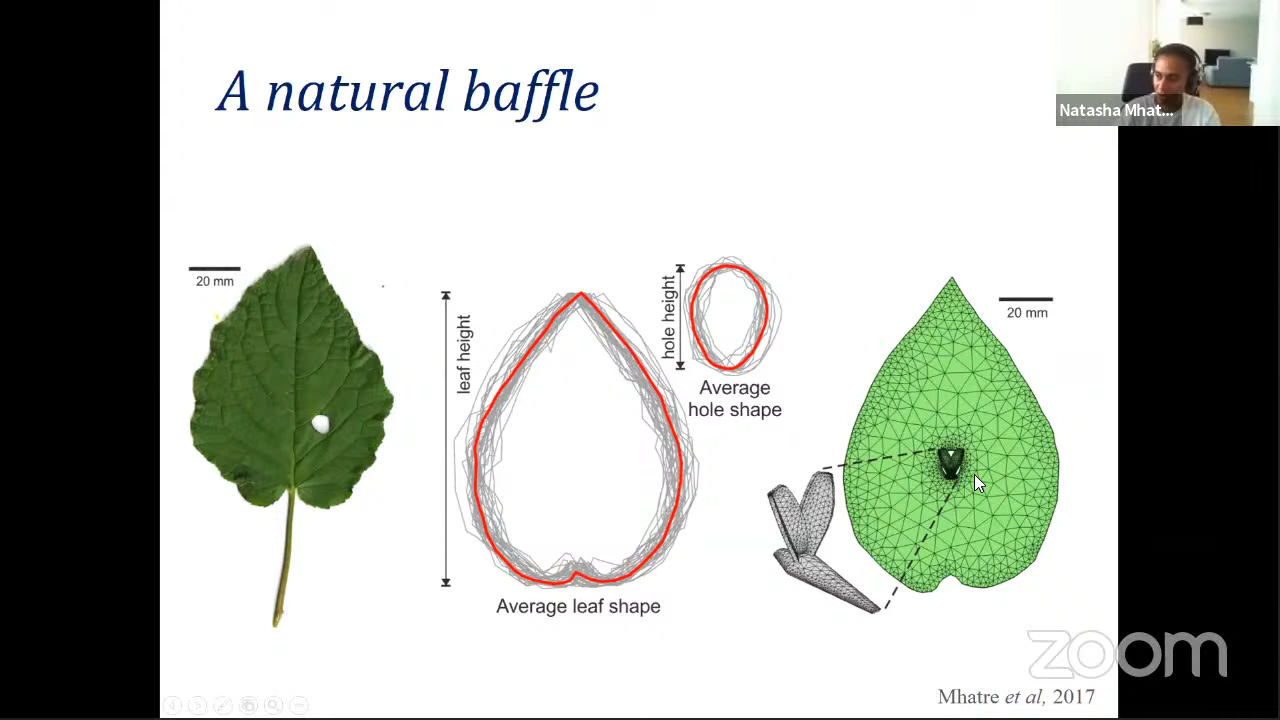 A natural baffle
Natasha Mhat...
20 mm
leaf height
hole height
Average
hole shape
20 mm
Average leaf shape
zoom
Mhatre et al, 2017